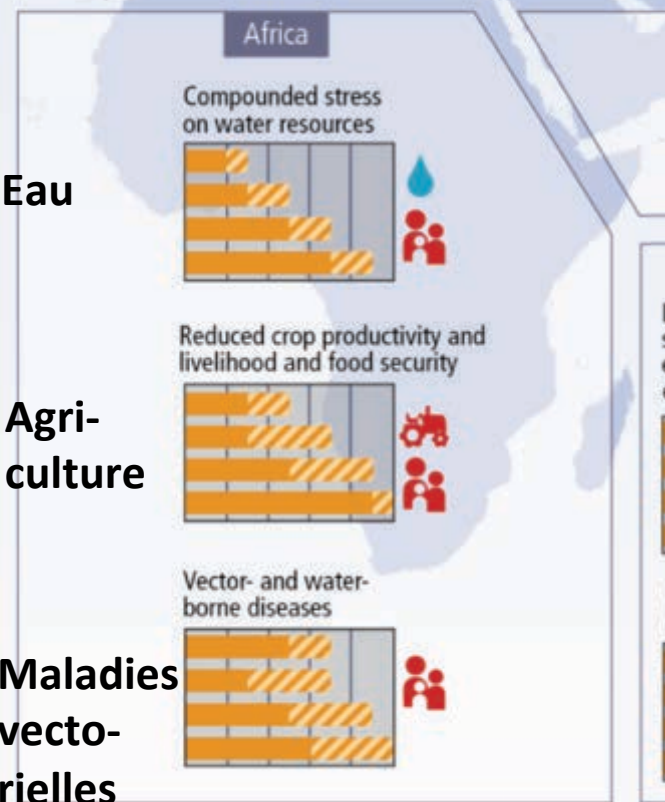 Africa
Compounded stress
on water resources
Eau
Reduced crop productivity and
livelihood and food security
Agri-
culture
Vector- and water-
borne diseases
Maladies
vecto-
rielles